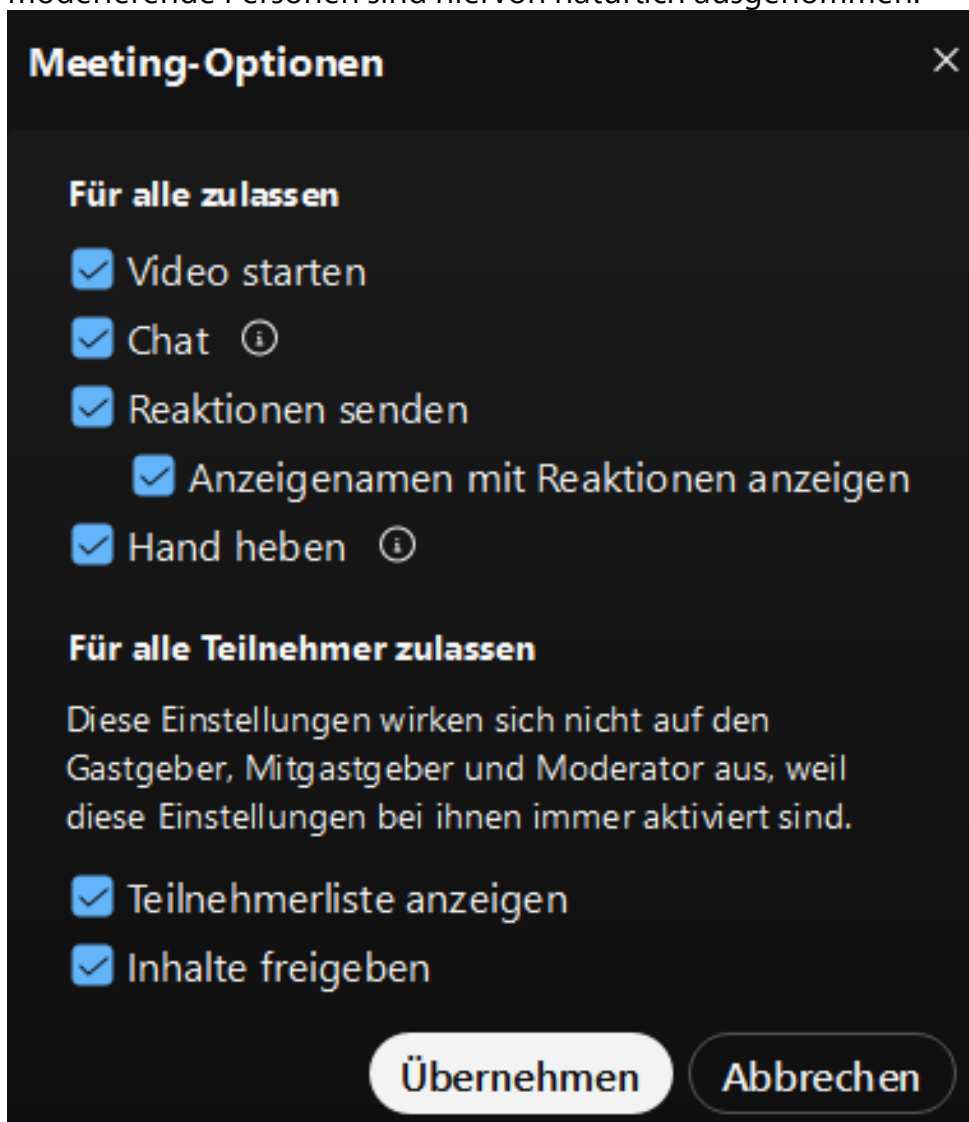 moderierende Personen sind hiervon natürlich ausgenommen.
Meeting-Optionen
Für alle zulassen
Video starten
Chat
Reaktionen senden
Anzeigenamen mit Reaktionen anzeigen
Hand heben
Für alle Teilnehmer zulassen
Diese Einstellungen wirken sich nicht auf den
Gastgeber, Mitgastgeber und Moderator aus, weil
diese Einstellungen bei ihnen immer aktiviert sind.
Teilnehmerliste anzeigen
Inhalte freigeben
Übernehmen Abbrechen